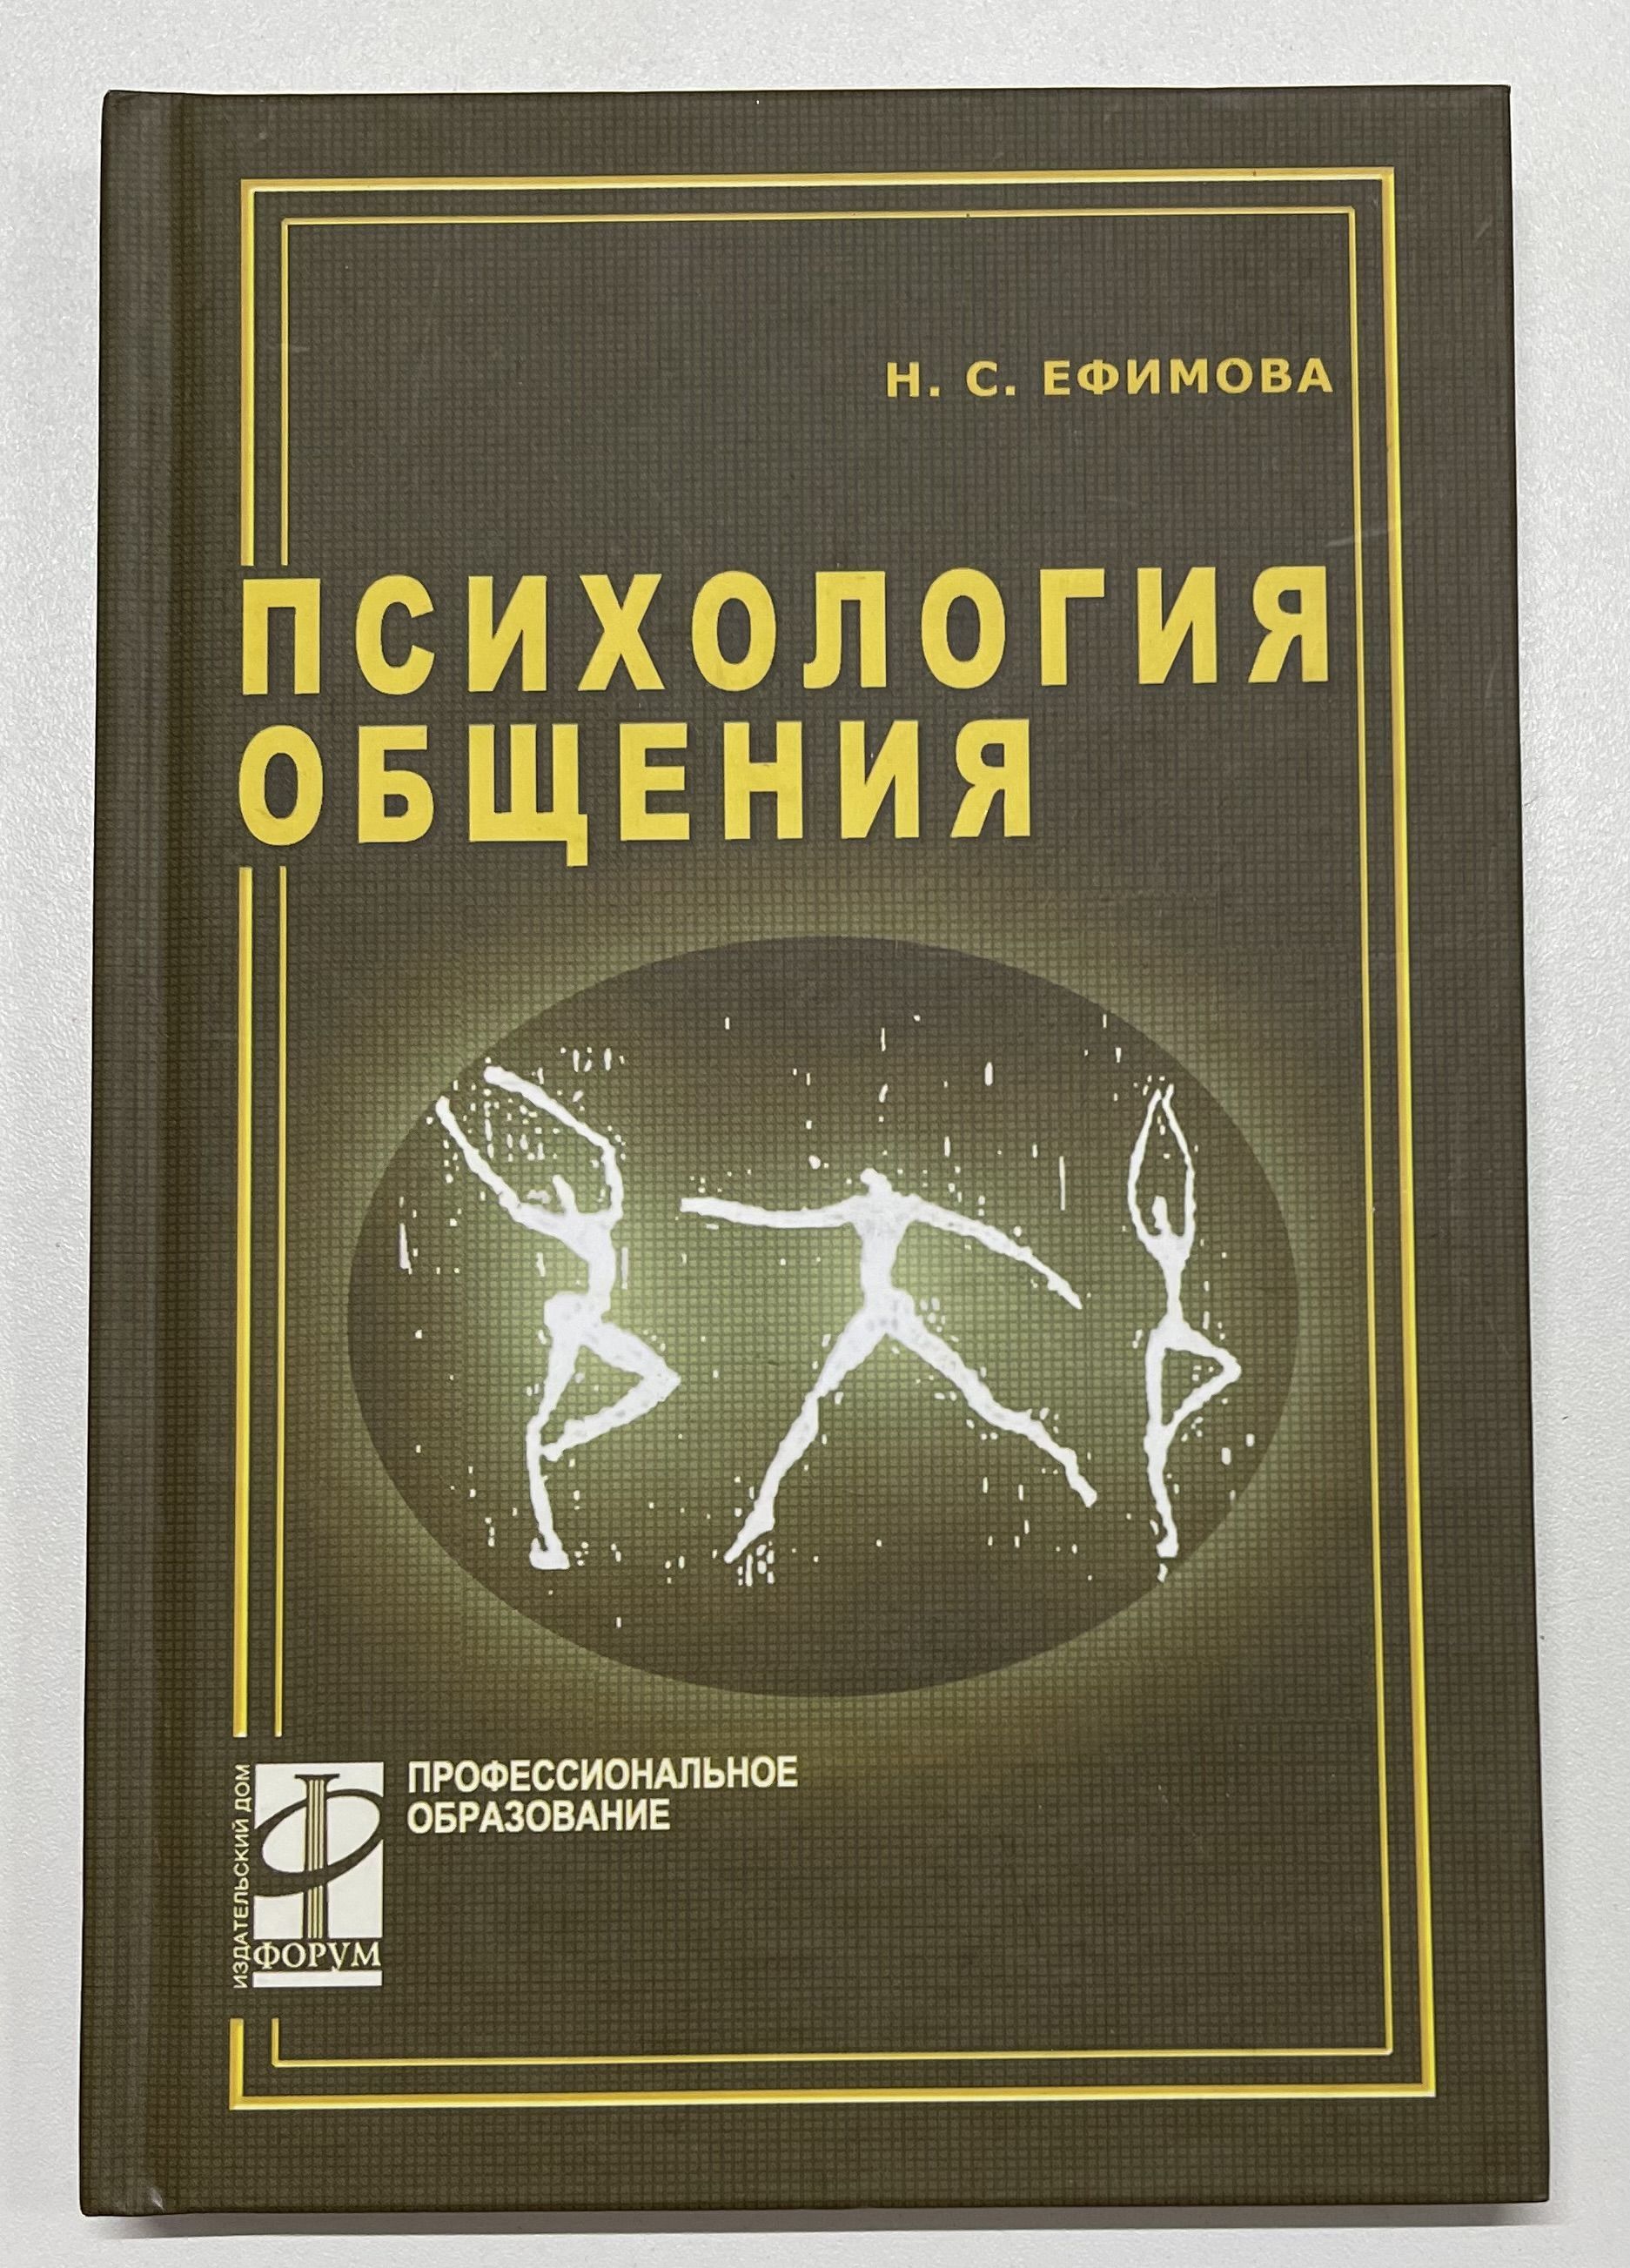 Н. С. ЕФИМОВА
ПСИХОЛОГИЯ
ОБЩЕНИЯ
ПРОФЕССИОНАЛЬНОЕ
ОБРАЗОВАНИЕ
ИЗДАТЕЛЬСКИЙ ДОМ
ФОРУМ